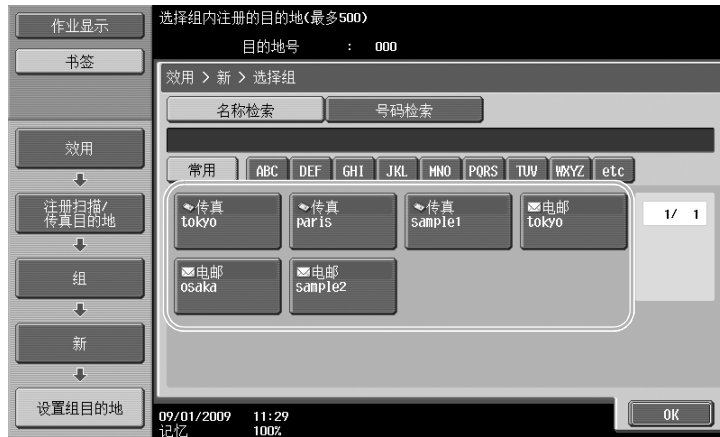 作业显示
书签
效用
注册扫描/
传真目的地
组
新
设置组目的地
选择组内注册的目的地(最多500)
目的地号 : 000
效用 > 新 > 选择组
名称检索 号码检索
常用 ABC DEF GHI JKL MNO PQRS TUV WXYZ etc
传真 传真 传真 电邮
tokyo paris sample1 tokyo
1/ 1
电邮 电邮
osaka sample2
09/01/2009 11:29
记忆 100%
OK